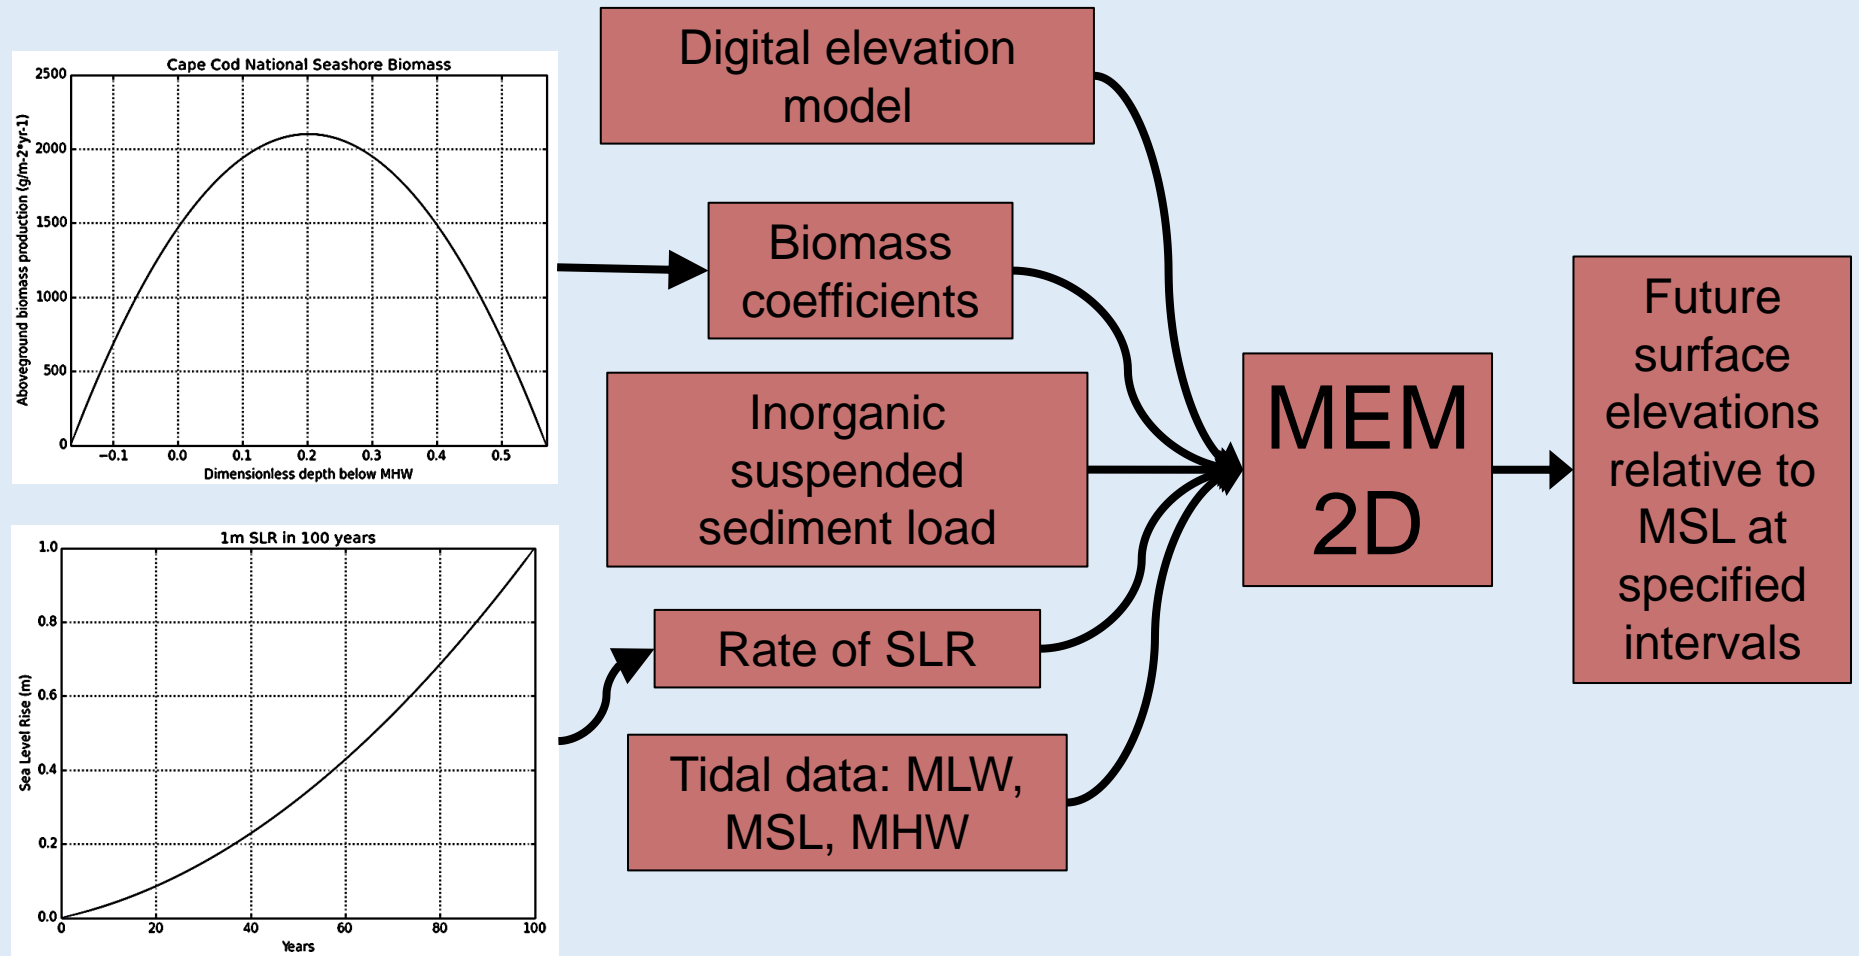 Cape Cod National Seashore Biomass
Aboveground biomass production (g/m-2*yr-1)
2500
2000
1500
1000
500
0
−0.1 0.0 0.1 0.2 0.3 0.4 0.5
Dimensionless depth below MHW
1m SLR in 100 years
Sea Level Rise (m)
1.0
0.8
0.6
0.4
0.2
0.0
0 20 40 60 80 100
Years
Digital elevation
model
Biomass
coefficients
Inorganic
suspended
sediment load
Rate of SLR
Tidal data: MLW,
MSL, MHW
MEM
2D
Future
surface
elevations
relative to
MSL at
specified
intervals